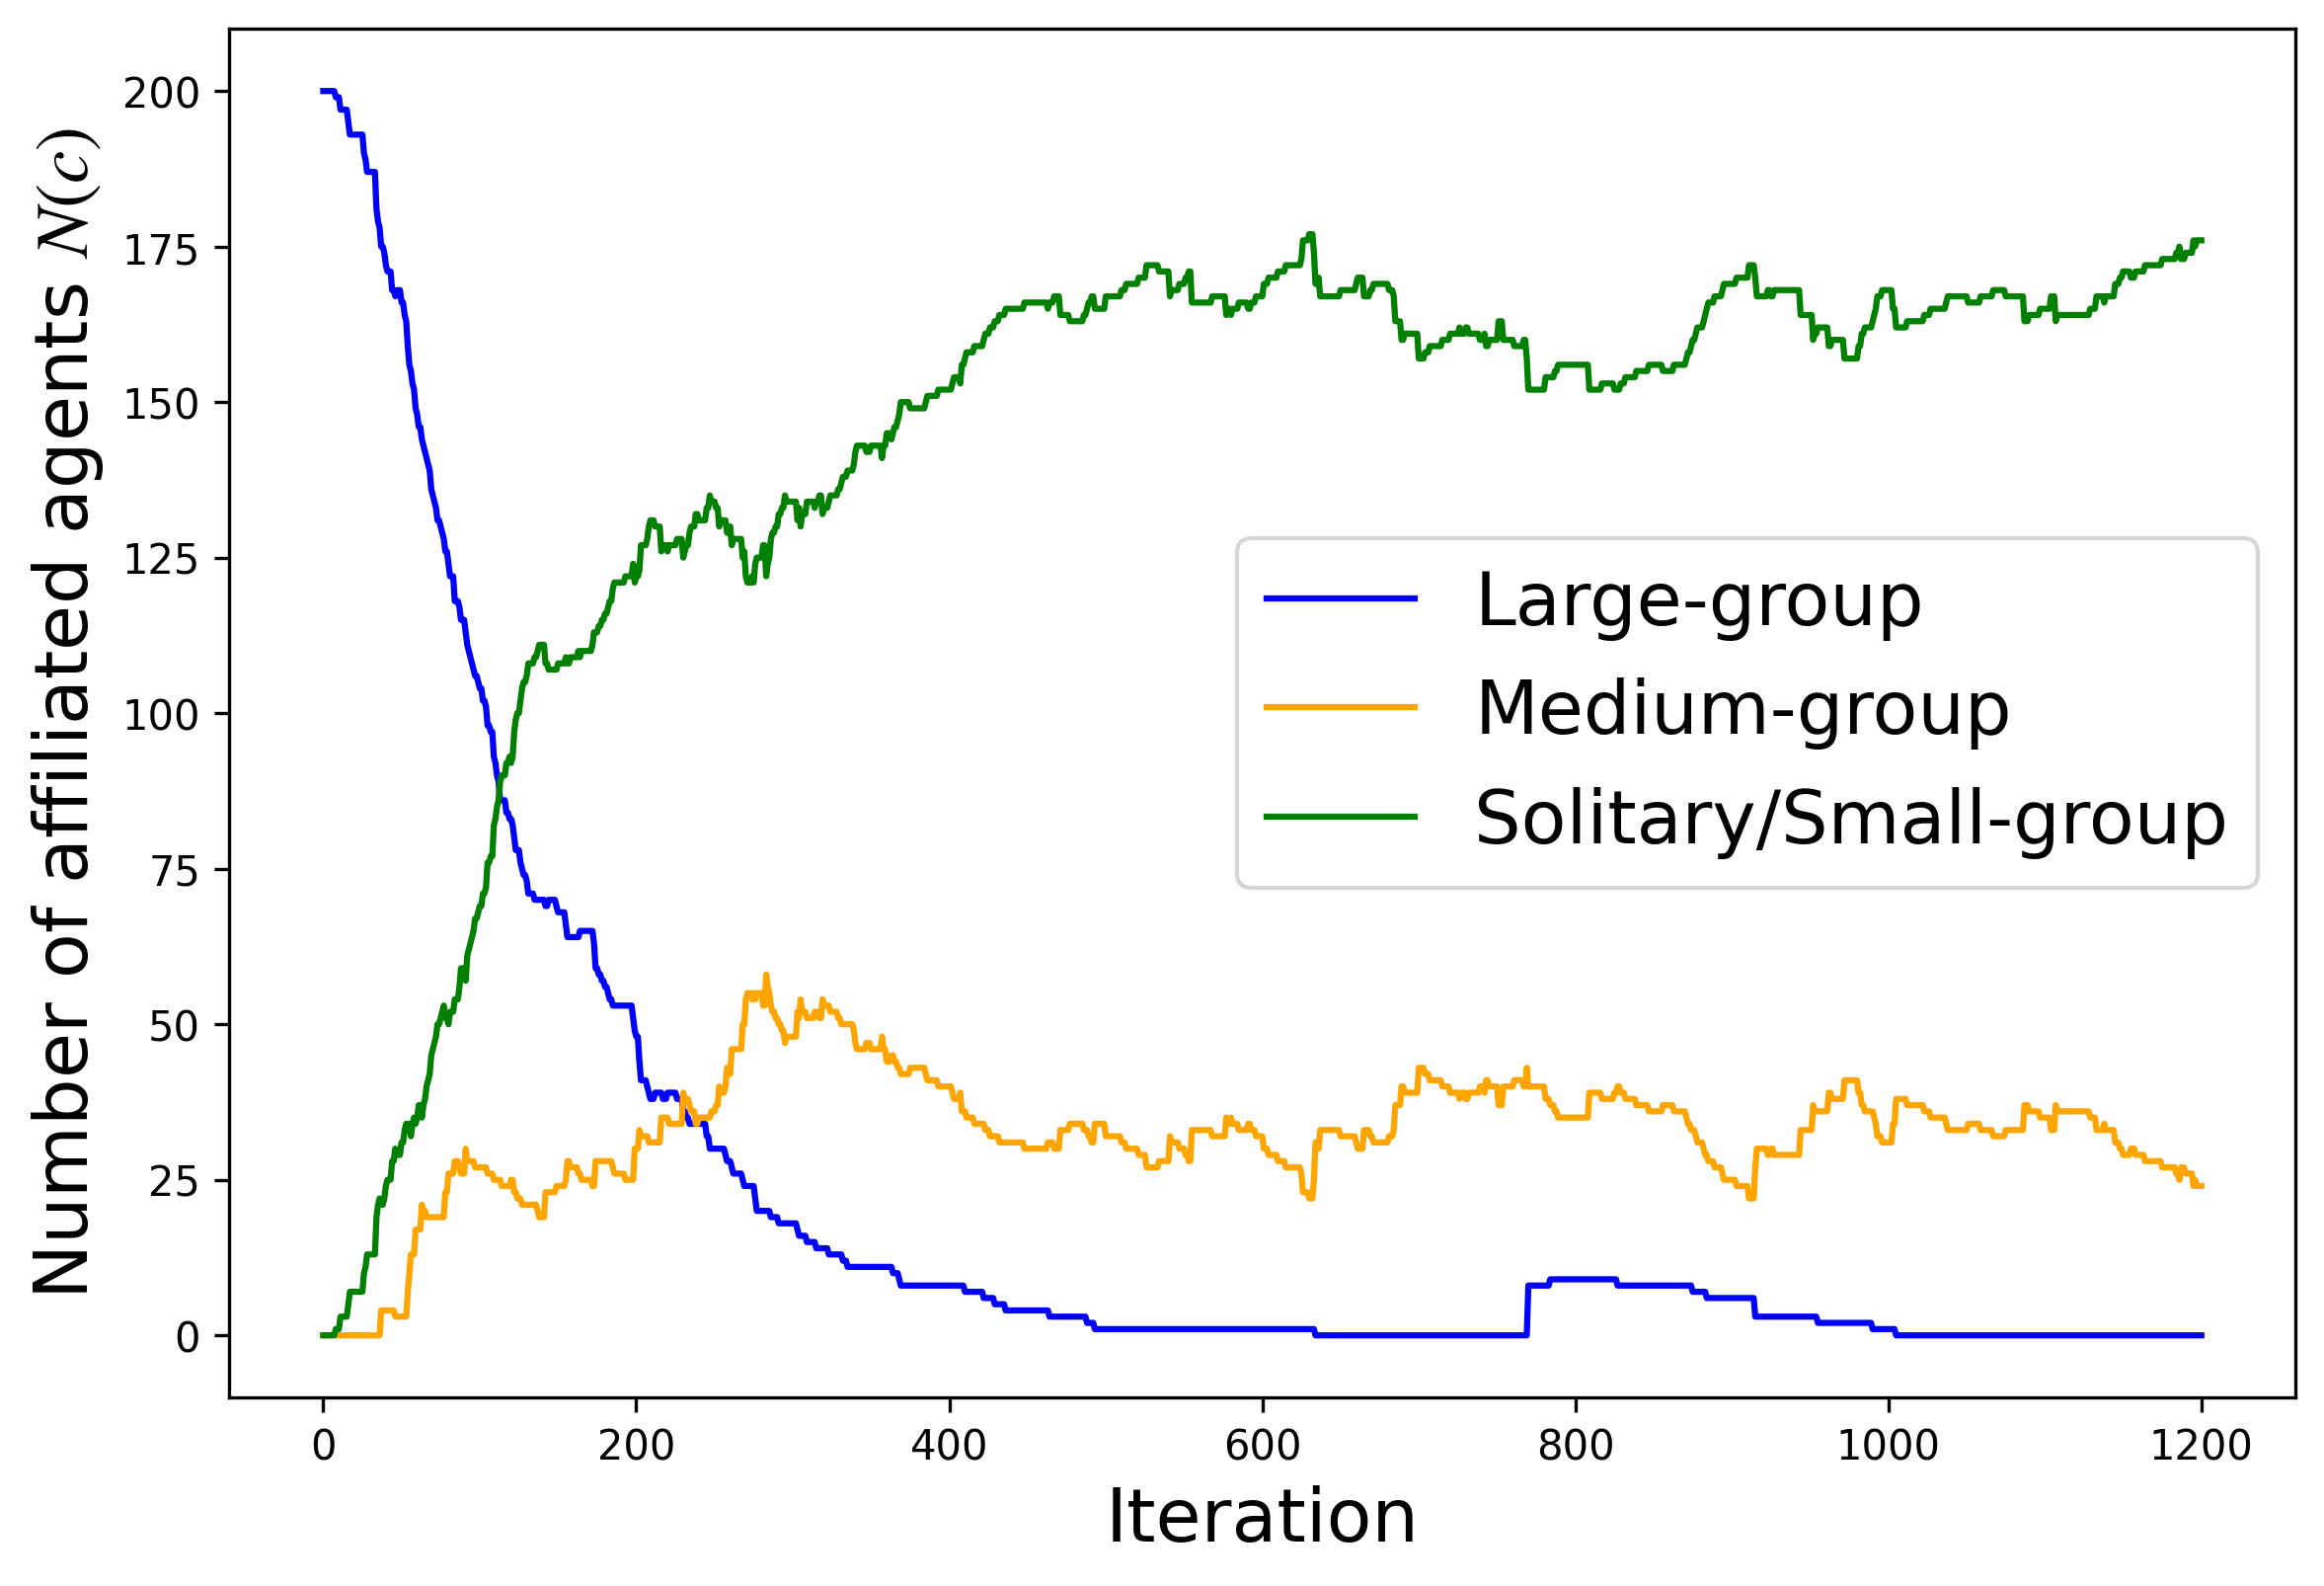 Number of affiliated agents N(c)
200
175
150
125
100
75
50
25
0
Large-group
Medium-group
Solitary/Small-group
0 200 400 600 800 1000 1200
Iteration